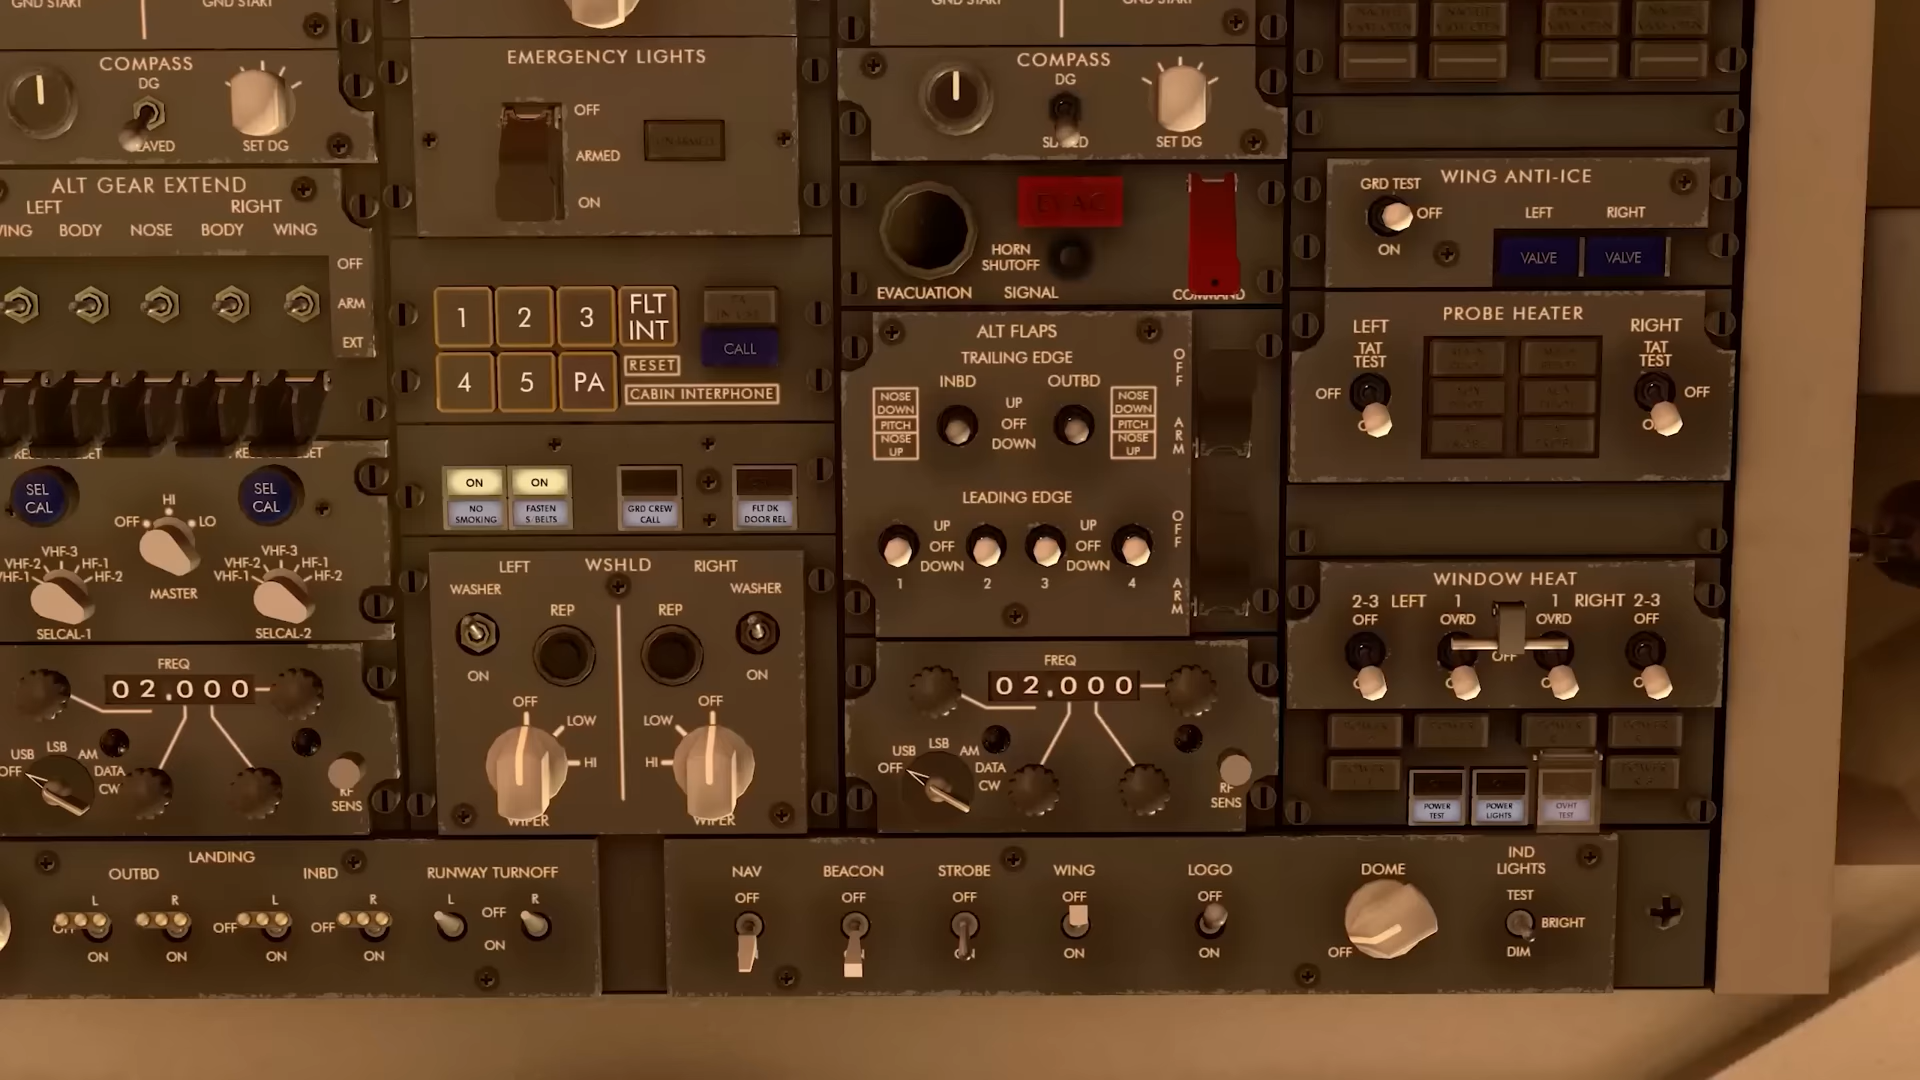 GND START
GND START
GND START
COMPASS
DG
SET DG
EMERGENCY LIGHTS
OFF
ARMED
ON
UNARMED
COMPASS
DG
SET DG
ALT GEAR EXTEND
LEFT
RIGHT
BODY
NOSE
BODY
WING
OFF
ARM
EXT
1
2
3
FLT INT
4
5
PA
RESET
CABIN INTERPHONE
CALL
EVAC
HORN SHUTOFF
EVACUATION
SIGNAL
COMMAND
WING ANTI-ICE
GRD TEST
OFF
ON
LEFT
RIGHT
VALVE
VALVE
PROBE HEATER
LEFT
TAT TEST
OFF
RIGHT
TAT TEST
OFF
ALT FLAPS
TRAILING EDGE
INBD
OUTBD
UP
OFF
DOWN
NOSE DOWN
PITCH
NOSE UP
NOSE DOWN
PITCH
NOSE UP
OFF
ARM
LEADING EDGE
UP
OFF
DOWN
UP
OFF
DOWN
1
2
3
4
OFF
ARM
SEL CAL
SEL CAL
HI
OFF
LO
MASTER
VHF-3
VHF-2
HF-1
VHF-1
HF-2
SELCAL-1
VHF-3
VHF-2
HF-1
VHF-1
HF-2
SELCAL-2
ON
NO SMOKING
ON
FASTEN S BELTS
GRD CREW CALL
FLT DK DOOR REL
LEFT
WSHLD
RIGHT
WASHER
WASHER
REP
REP
ON
ON
OFF
LOW
HI
OFF
LOW
HI
WIPER
WIPER
WINDOW HEAT
2-3
LEFT
1
1
RIGHT
2-3
OFF
OVRD
OVRD
OFF
OFF
POWER TEST
POWER LIGHTS
OVHT TEST
FREQ
02.000
USB
LSB
AM
OFF
DATA
CW
RF SENS
FREQ
02.000
USB
LSB
AM
OFF
DATA
CW
RF SENS
LANDING
OUTBD
INBD
L
R
L
R
OFF
OFF
OFF
ON
ON
ON
ON
RUNWAY TURNOFF
L
R
OFF
ON
NAV
BEACON
STROBE
WING
LOGO
OFF
OFF
OFF
OFF
OFF
ON
ON
DOME
OFF
IND LIGHTS
TEST
BRIGHT
DIM